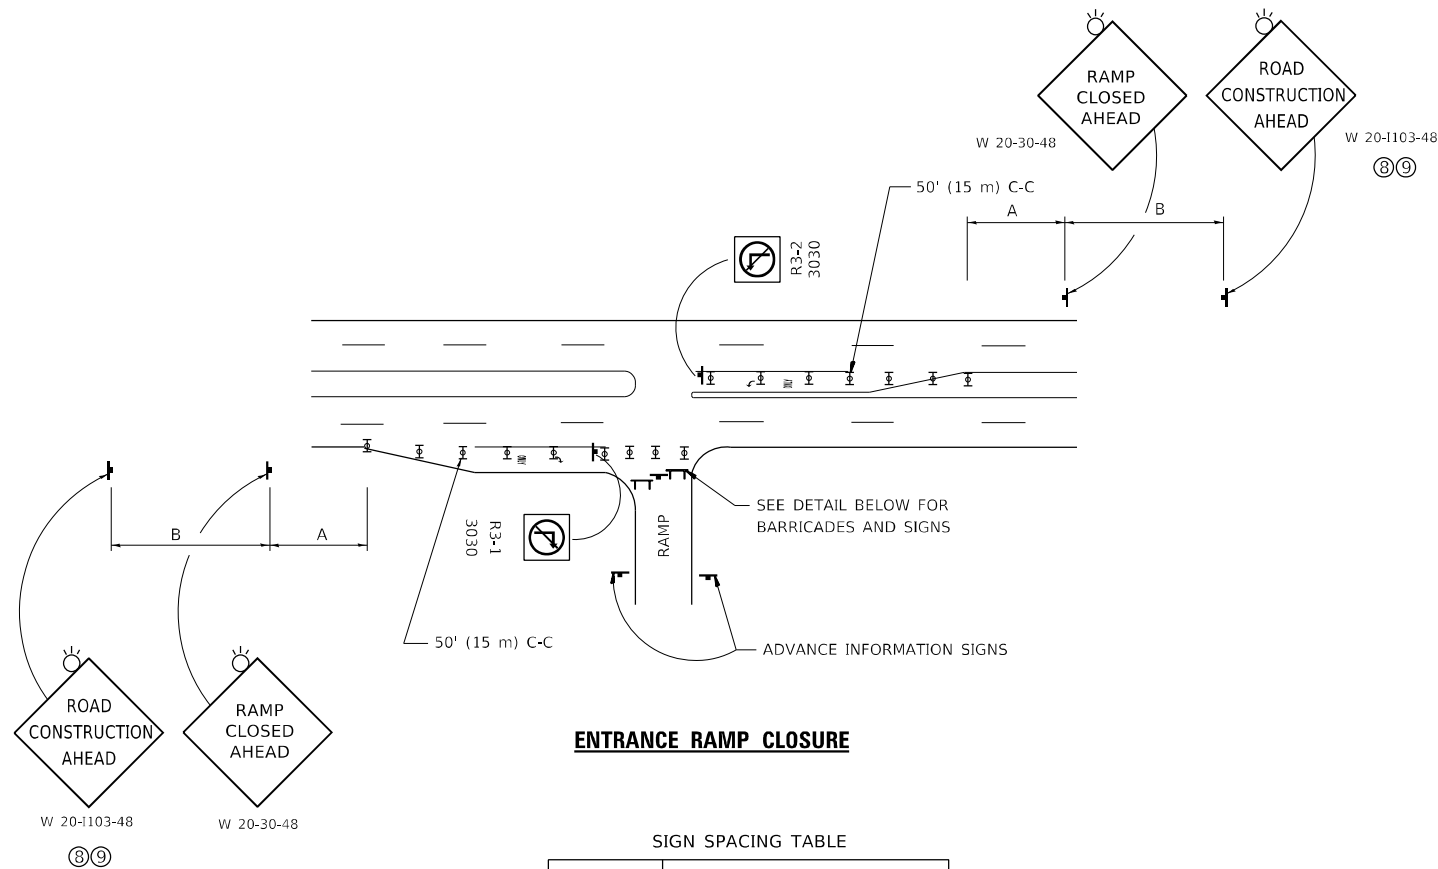 RAMP
CLOSED
AHEAD
W 20-30-48
ROAD
CONSTRUCTION
AHEAD
W 20-I103-48
⑧⑨
50' (15 m) C-C
A
B
R3-2
3030
SEE DETAIL BELOW FOR
BARRICADES AND SIGNS
RAMP
R3-1
3030
B
A
50' (15 m) C-C
ADVANCE INFORMATION SIGNS
ROAD
CONSTRUCTION
AHEAD
W 20-I103-48
⑧⑨
RAMP
CLOSED
AHEAD
W 20-30-48
ENTRANCE RAMP CLOSURE
SIGN SPACING TABLE